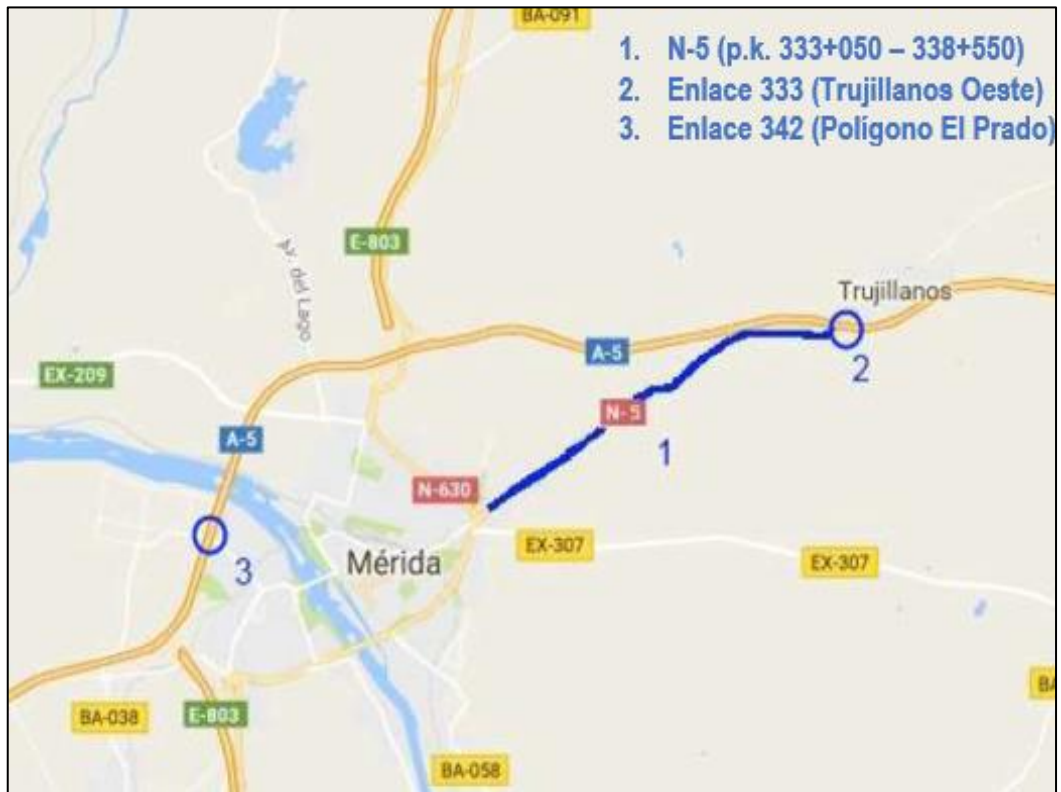 BA-091
1. N-5 (p.k. 333+050 – 338+550)
2. Enlace 333 (Trujillanos Oeste)
3. Enlace 342 (Polígono El Prado)
E-803
Av. del Lago
Trujillanos
A-5
2
EX-209
N-5
1
A-5
N-630
EX-307
EX-307
3
Mérida
BA
BA-038
E-803
BA-058